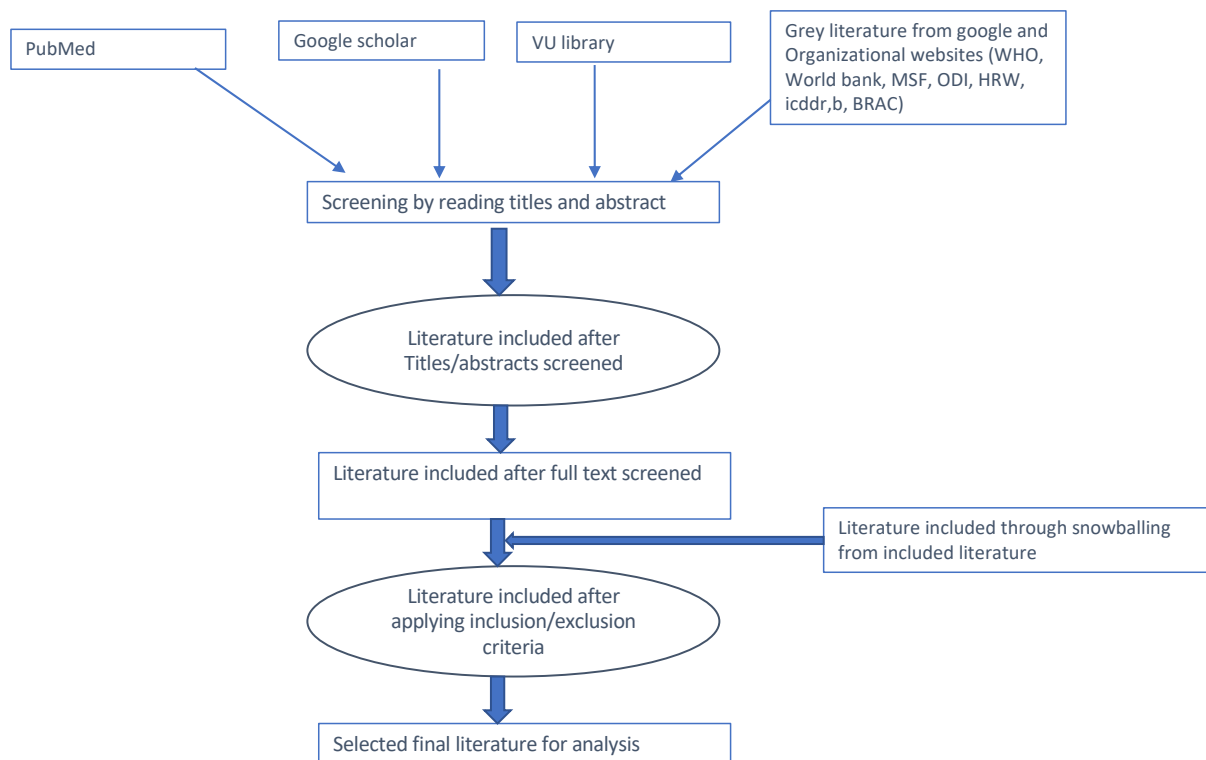 PubMed
Google scholar
VU library
Grey literature from google and
Organizational websites (WHO,
World bank, MSF, ODI, HRW,
icddr,b, BRAC)
Screening by reading titles and abstract
Literature included after
Titles/abstracts screened
Literature included after full text screened
Literature included through snowballing
from included literature
Literature included after
applying inclusion/exclusion
criteria
Selected final literature for analysis